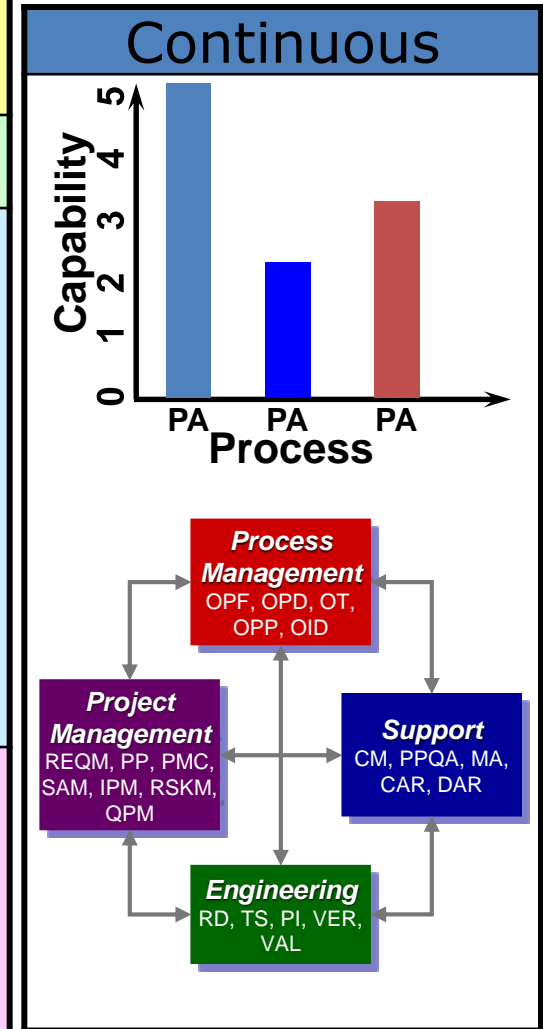 Continuous
Capability
5
4
3
2
1
0
PA PA PA
Process
Process
Management
OPF, OPD, OT,
OPP, OID
Project
Management
REQM, PP, PMC,
SAM, IPM, RSKM,
QPM
Support
CM, PPQA, MA,
CAR, DAR
Engineering
RD, TS, PI, VER,
VAL